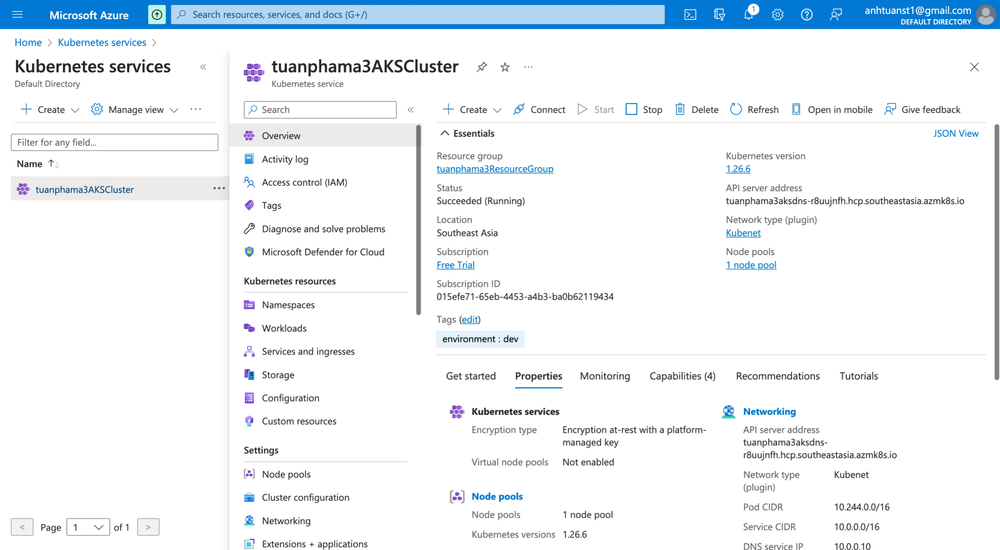 Microsoft Azure
Search resources, services, and docs (G+/)
1
anhtuanst1@gmail.com
DEFAULT DIRECTORY
Home > Kubernetes services >
Kubernetes services
Default Directory
Create
Manage view
Filter for any field...
Name
tuanphama3AKSCluster
< Page 1 of 1 >
tuanphama3AKSCluster
Kubernetes service
Search
Overview
Activity log
Access control (IAM)
Tags
Diagnose and solve problems
Microsoft Defender for Cloud
Kubernetes resources
Namespaces
Workloads
Services and ingresses
Storage
Configuration
Custom resources
Settings
Node pools
Cluster configuration
Networking
Extensions + applications
Create
Connect
Start
Stop
Delete
Refresh
Open in mobile
Give feedback
Essentials
JSON View
Resource group
tuanphama3ResourceGroup
Status
Succeeded (Running)
Location
Southeast Asia
Subscription
Free Trial
Subscription ID
015efe71-65eb-4453-a4b3-ba0b62119434
Tags (edit)
environment : dev
Kubernetes version
1.26.6
API server address
tuanphama3aksdns-r8uujnfh.hcp.southeastasia.azmk8s.io
Network type (plugin)
Kubenet
Node pools
1 node pool
Get started
Properties
Monitoring
Capabilities (4)
Recommendations
Tutorials
Kubernetes services
Encryption type
Encryption at-rest with a platform-
managed key
Virtual node pools
Not enabled
Node pools
Node pools
1 node pool
Kubernetes versions
1.26.6
Networking
API server address
tuanphama3aksdns-
r8uujnfh.hcp.southeastasia.azmk8s.io
Network type
(plugin)
Kubenet
Pod CIDR
10.244.0.0/16
Service CIDR
10.0.0.0/16
DNS service IP
10.0.0.10